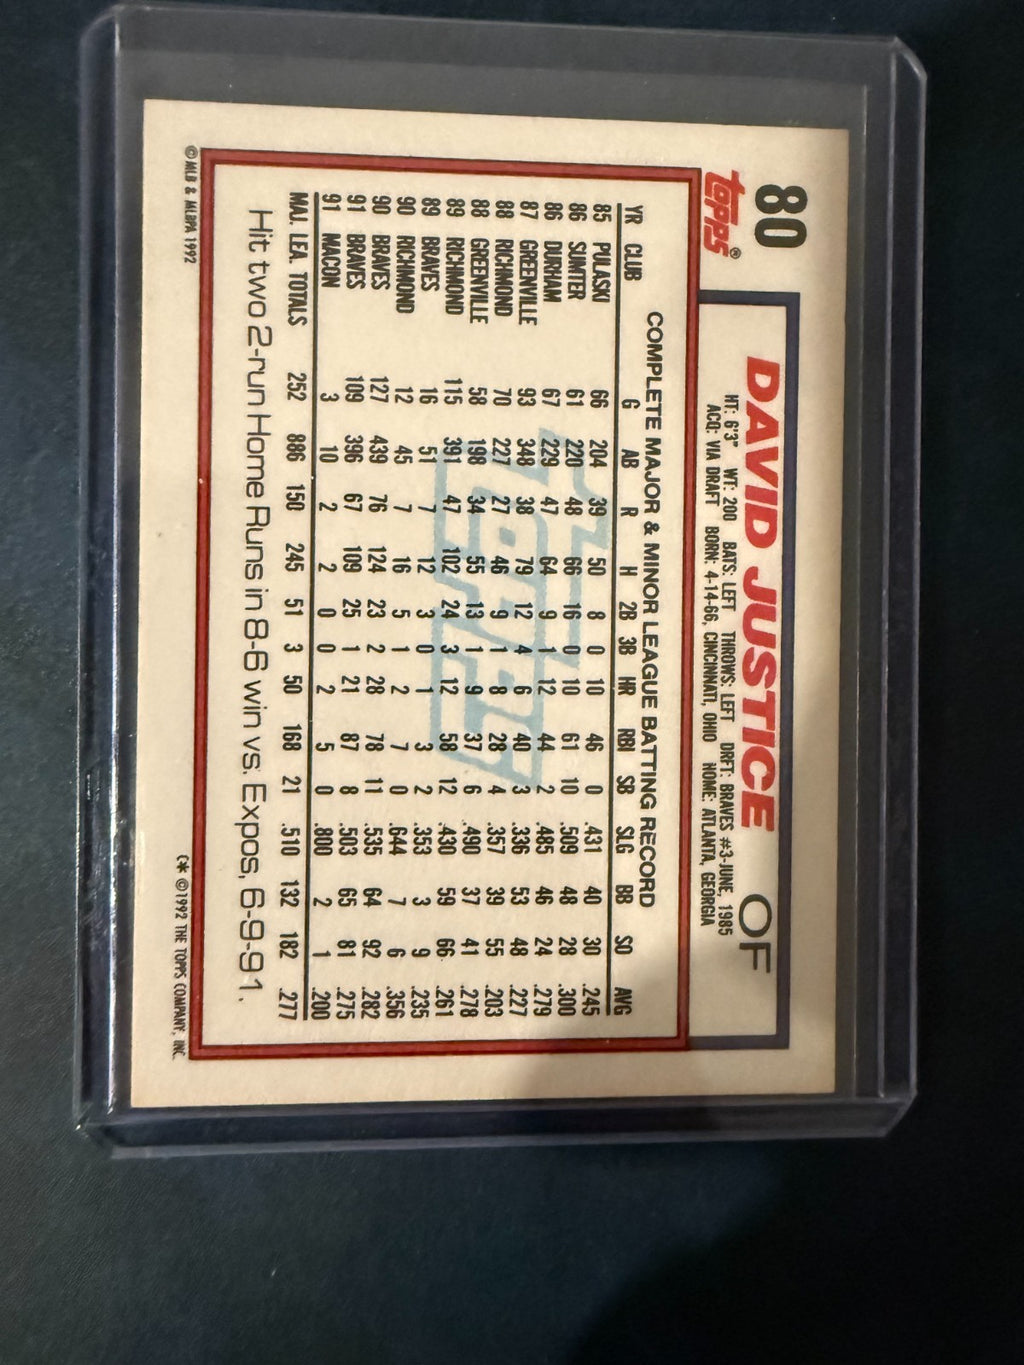 80
topps®
DAVID JUSTICE OF
HT: 6'3" WT: 200 BATS: LEFT THROWS: LEFT DRFT: BRAVES #3-JUNE, 1985
ACQ: VIA DRAFT BORN: 4-14-66, CINCINNATI, OHIO HOME: ATLANTA, GEORGIA
COMPLETE MAJOR & MINOR LEAGUE BATTING RECORD
YR CLUB G AB R H 2B 3B HR RBI SB SLG BB SO AVG
85 PULASKI 66 204 39 50 8 0 10 46 0 .431 40 30 .245
86 SUMTER 61 220 48 66 16 0 10 61 10 .509 48 28 .300
86 DURHAM 67 229 47 64 9 1 12 44 2 .485 46 24 .279
87 GREENVILLE 93 348 38 79 12 4 6 40 3 .336 53 48 .227
88 RICHMOND 70 227 27 46 9 1 8 28 4 .357 39 55 .203
88 GREENVILLE 58 198 34 55 13 1 9 37 6 .490 37 41 .278
89 RICHMOND 115 391 47 102 24 3 12 58 12 .430 59 66 .261
89 BRAVES 16 51 7 12 3 0 1 3 2 .353 3 9 .235
90 RICHMOND 12 45 7 16 5 1 2 7 0 .644 7 6 .356
90 BRAVES 127 439 76 124 23 2 28 78 11 .535 64 92 .282
91 BRAVES 109 396 67 109 25 1 21 87 8 .503 65 81 .275
91 MACON 3 10 2 2 0 0 2 5 0 .800 2 1 .200
MAJ. LEA. TOTALS 252 886 150 245 51 3 50 168 21 .510 132 182 .277
Hit two 2-run Home Runs in 8-6 win vs. Expos, 6-9-91.
© MLB & MLBPA 1992 C* ©1992 THE TOPPS COMPANY, INC.